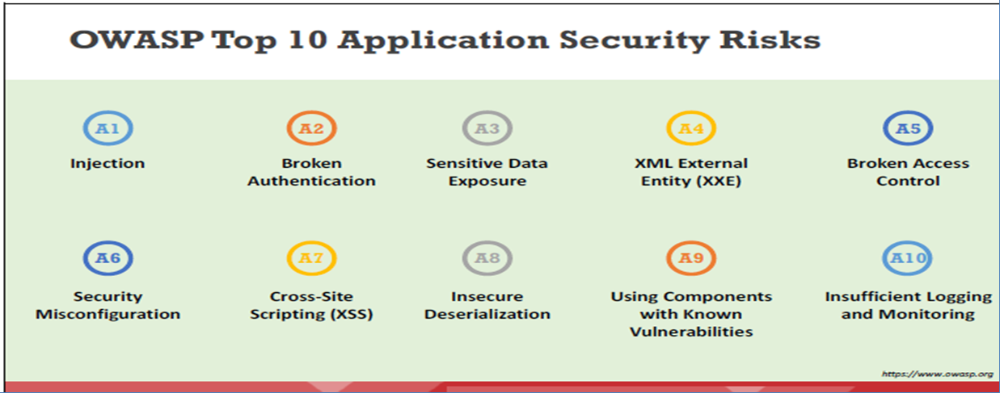 OWASP Top 10 Application Security Risks
A1
Injection
A2
Broken
Authentication
A3
Sensitive Data
Exposure
A4
XML External
Entity (XXE)
A5
Broken Access
Control
A6
Security
Misconfiguration
A7
Cross-Site
Scripting (XSS)
A8
Insecure
Deserialization
A9
Using Components
with Known
Vulnerabilities
A10
Insufficient Logging
and Monitoring
https://www.owasp.org